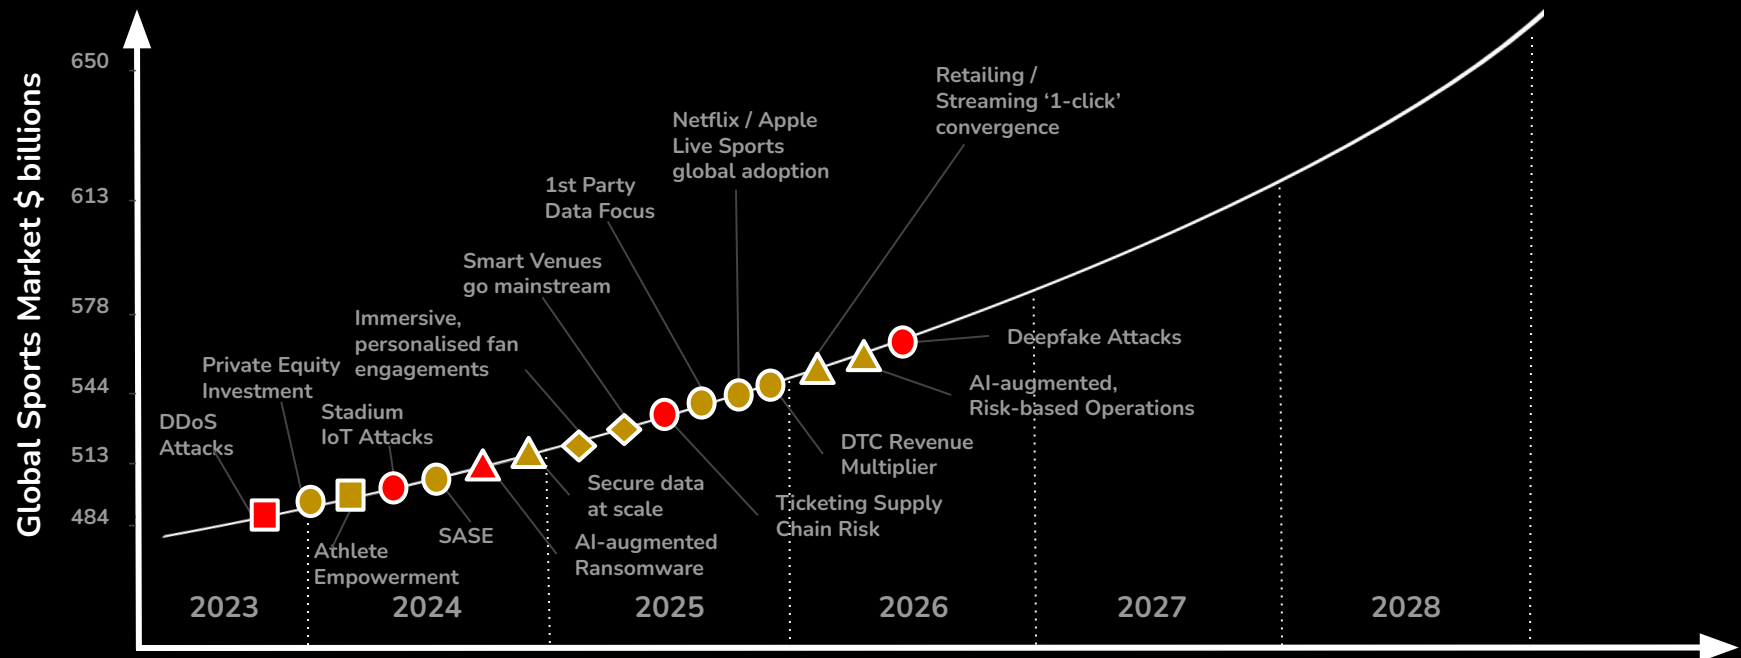 Global Sports Market $ billions
650
613
578
544
513
484
Retailing /
Streaming ‘1-click’
convergence
Netflix / Apple
Live Sports
global adoption
1st Party
Data Focus
Smart Venues
go mainstream
Immersive,
personalised fan
engagements
Private Equity
Investment
DDoS
Attacks
Stadium
IoT Attacks
Athlete
Empowerment
SASE
AI-augmented
Ransomware
Secure data
at scale
Ticketing Supply
Chain Risk
DTC Revenue
Multiplier
AI-augmented,
Risk-based Operations
Deepfake Attacks
2023
2024
2025
2026
2027
2028